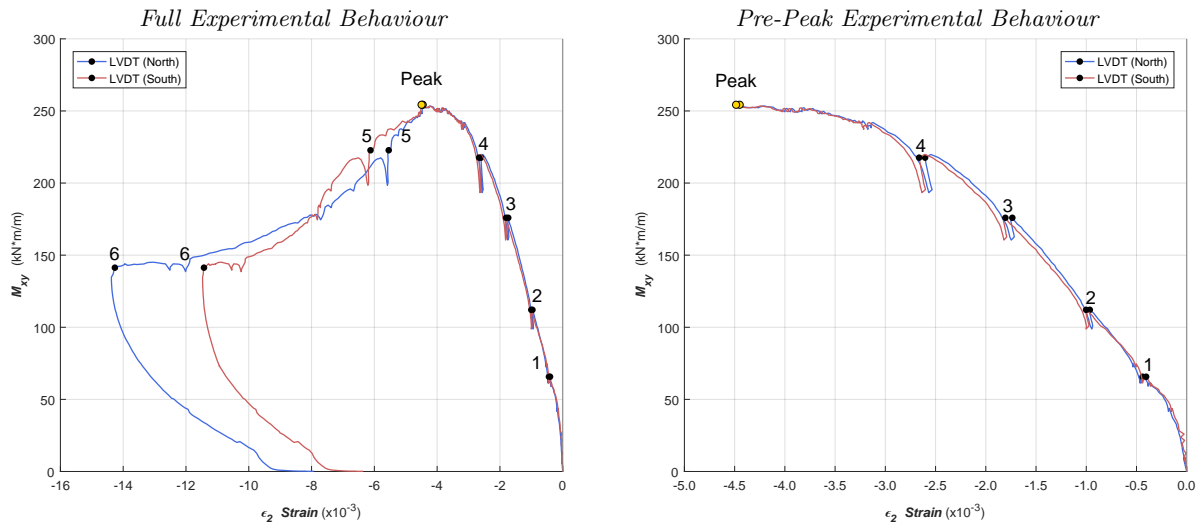 Full Experimental Behaviour
300
250
200
150
100
50
0
M_xy (kN*m/m)
LVDT (North)
LVDT (South)
Peak
5 5
4
3
2
1
6 6
-16 -14 -12 -10 -8 -6 -4 -2 0
ϵ_2 Strain (x10^-3)
Pre-Peak Experimental Behaviour
300
250
200
150
100
50
0
M_xy (kN*m/m)
LVDT (North)
LVDT (South)
Peak
4
3
2
1
-5.0 -4.5 -4.0 -3.5 -3.0 -2.5 -2.0 -1.5 -1.0 -0.5 0.0
ϵ_2 Strain (x10^-3)